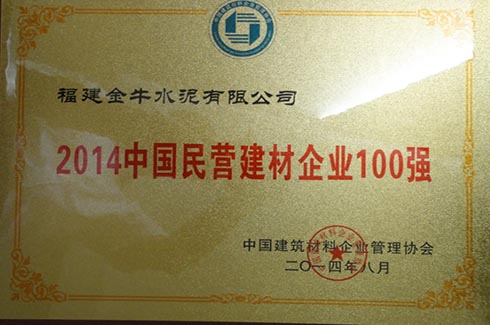 福建金牛水泥有限公司
2014中国民营建材企业100强
中国建筑材料企业管理协会
二〇一四年八月